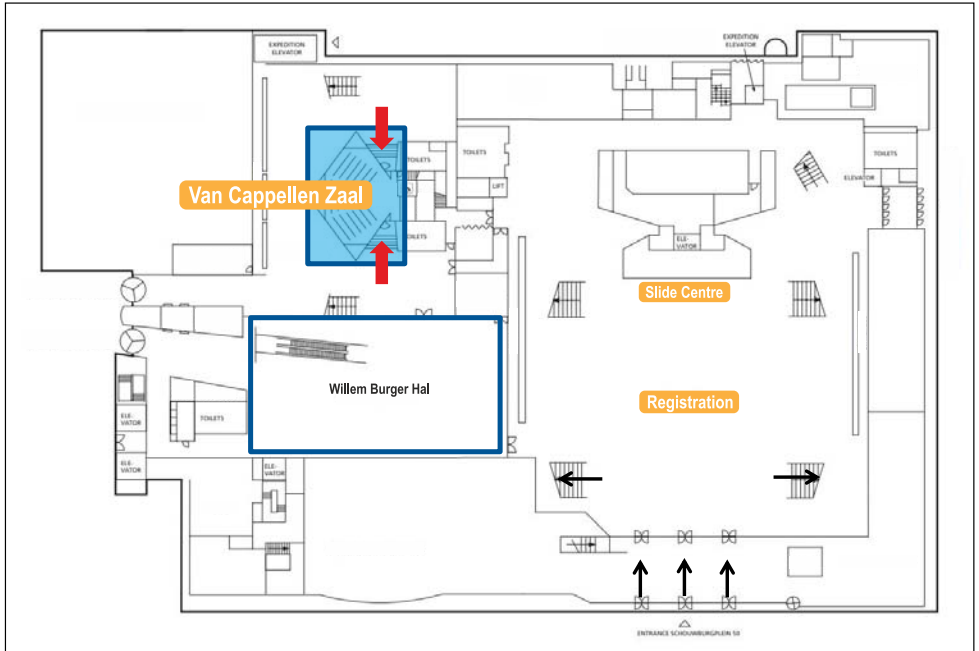 EXPEDITION
ELEVATOR
EXPEDITION
ELEVATOR
TOILETS
TOILETS
TOILETS
LIFT
ELEVATOR
Van Cappellen Zaal
TOILETS
ELE-
VATOR
Slide Centre
Willem Burger Hal
Registration
TOILETS
ELE-
VATOR
ELE-
VATOR
ELE-
VATOR
ENTRANCE SCHOUWBURGPLEIN 50